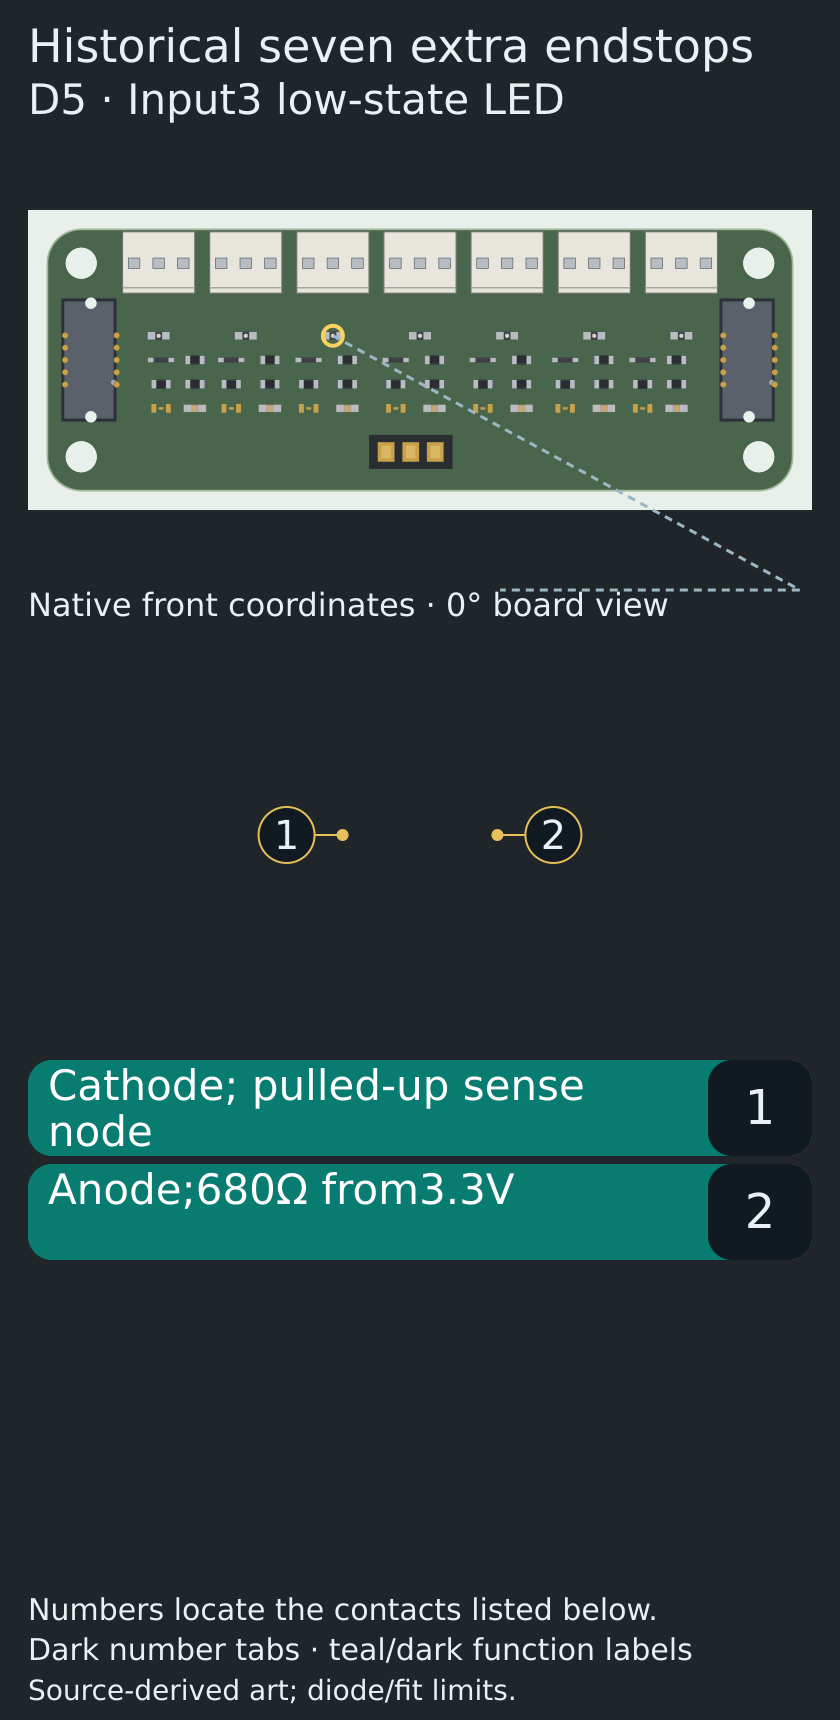 Historical seven extra endstops
D5 · Input3 low-state LED
Native front coordinates · 0° board view
1
2
Cathode; pulled-up sense
node
1
Anode;680Ω from3.3V
2
Numbers locate the contacts listed below.
Dark number tabs · teal/dark function labels
Source-derived art; diode/fit limits.